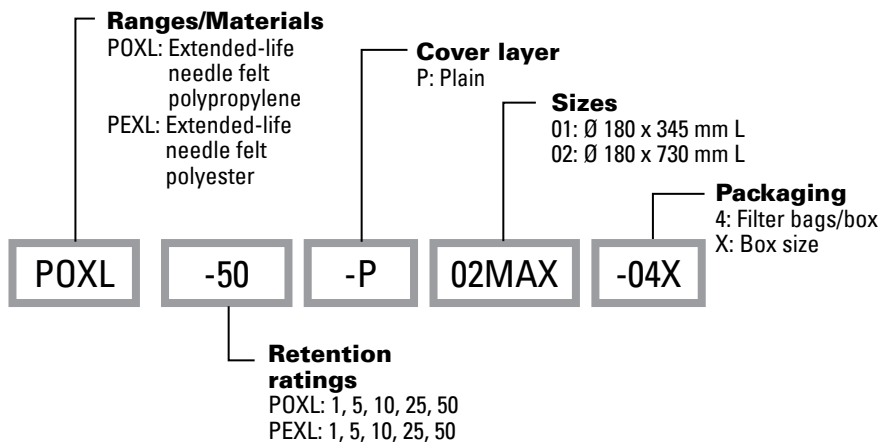 Ranges/Materials
POXL: Extended-life
needle felt
polypropylene
PEXL: Extended-life
needle felt
polyester
Cover layer
P: Plain
Sizes
01: Ø 180 x 345 mm L
02: Ø 180 x 730 mm L
Packaging
4: Filter bags/box
X: Box size
POXL -50 -P 02MAX -04X
Retention
ratings
POXL: 1, 5, 10, 25, 50
PEXL: 1, 5, 10, 25, 50